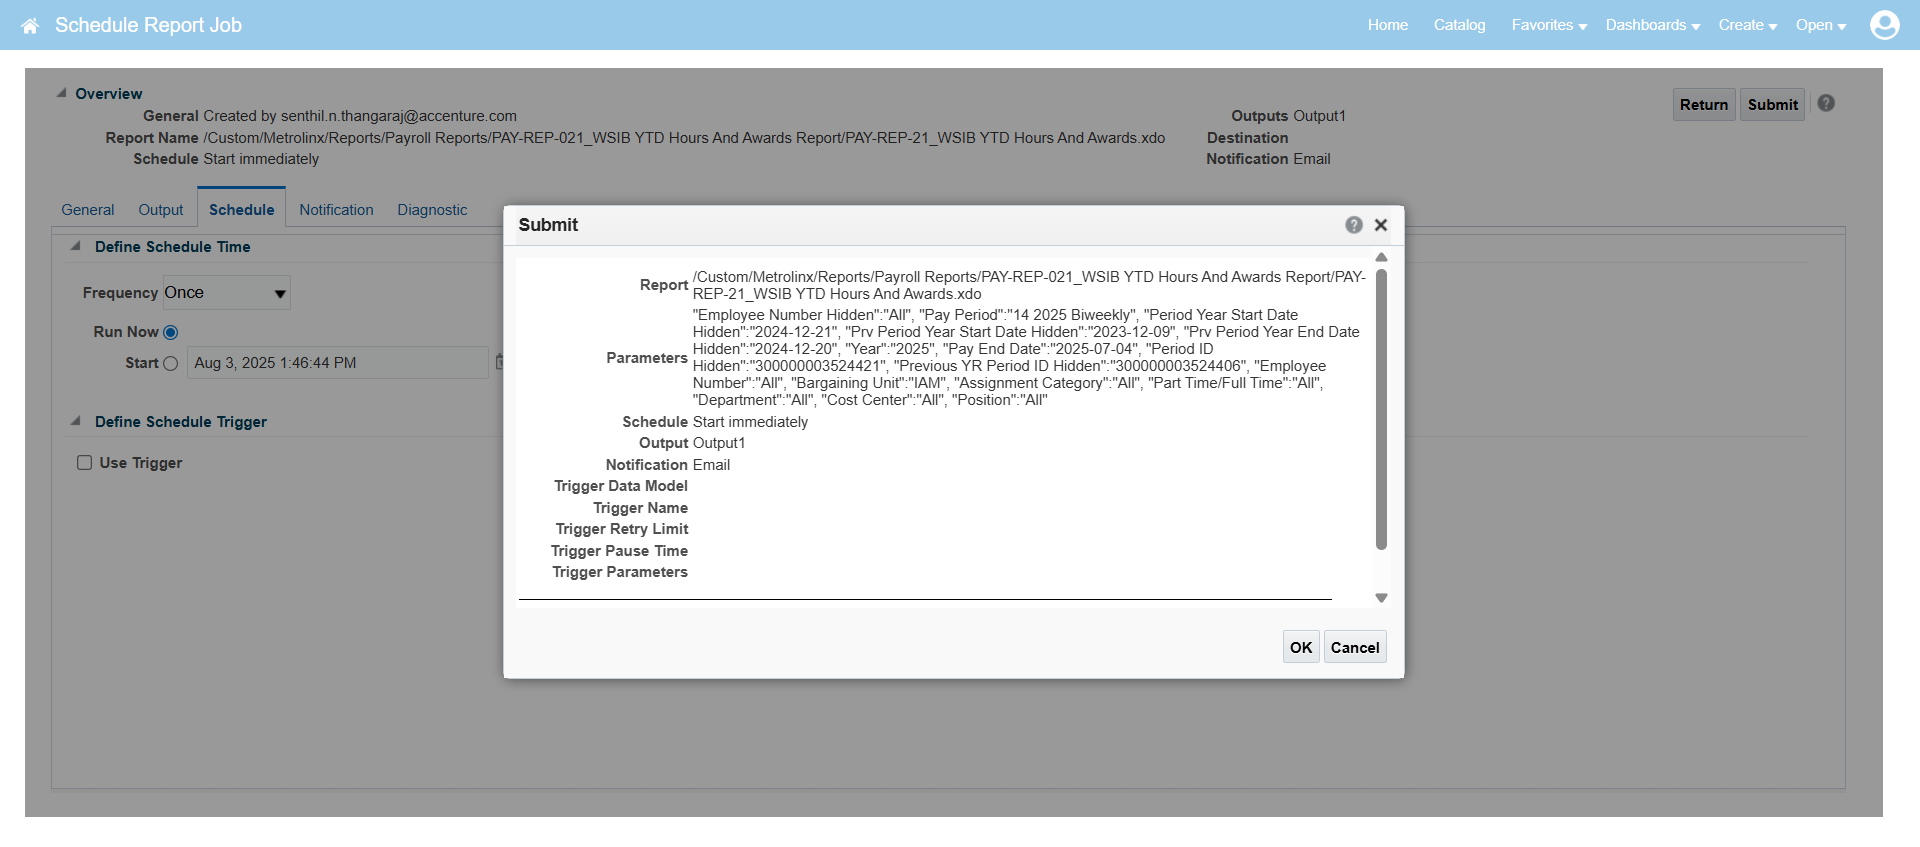 Schedule Report Job
Home Catalog Favorites Dashboards Create Open
Overview
General Created by senthil.n.thangaraj@accenture.com
Report Name /Custom/Metrolinx/Reports/Payroll Reports/PAY-REP-021_WSIB YTD Hours And Awards Report/PAY-REP-21_WSIB YTD Hours And Awards.xdo
Schedule Start immediately
Outputs Output1
Destination
Notification Email
Return Submit ?
General Output Schedule Notification Diagnostic
Define Schedule Time
Frequency Once
Run Now
Start Aug 3, 2025 1:46:44 PM
Define Schedule Trigger
Use Trigger
Submit
?
Report /Custom/Metrolinx/Reports/Payroll Reports/PAY-REP-021_WSIB YTD Hours And Awards Report/PAY-
REP-21_WSIB YTD Hours And Awards.xdo
"Employee Number Hidden":"All", "Pay Period":"14 2025 Biweekly", "Period Year Start Date
Hidden":"2024-12-21", "Prv Period Year Start Date Hidden":"2023-12-09", "Prv Period Year End Date
Hidden":"2024-12-20", "Year":"2025", "Pay End Date":"2025-07-04", "Period ID
Parameters Hidden":"300000003524421", "Previous YR Period ID Hidden":"300000003524406", "Employee
Number":"All", "Bargaining Unit":"IAM", "Assignment Category":"All", "Part Time/Full Time":"All",
"Department":"All", "Cost Center":"All", "Position":"All"
Schedule Start immediately
Output Output1
Notification Email
Trigger Data Model
Trigger Name
Trigger Retry Limit
Trigger Pause Time
Trigger Parameters
OK Cancel